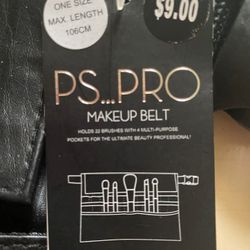 ONE SIZE
MAX. LENGTH
106CM
$9.00
PS...PRO
MAKEUP BELT
HOLDS 22 BRUSHES WITH 4 MULTI-PURPOSE
POCKETS FOR THE ULTIMATE BEAUTY PROFESSIONAL!